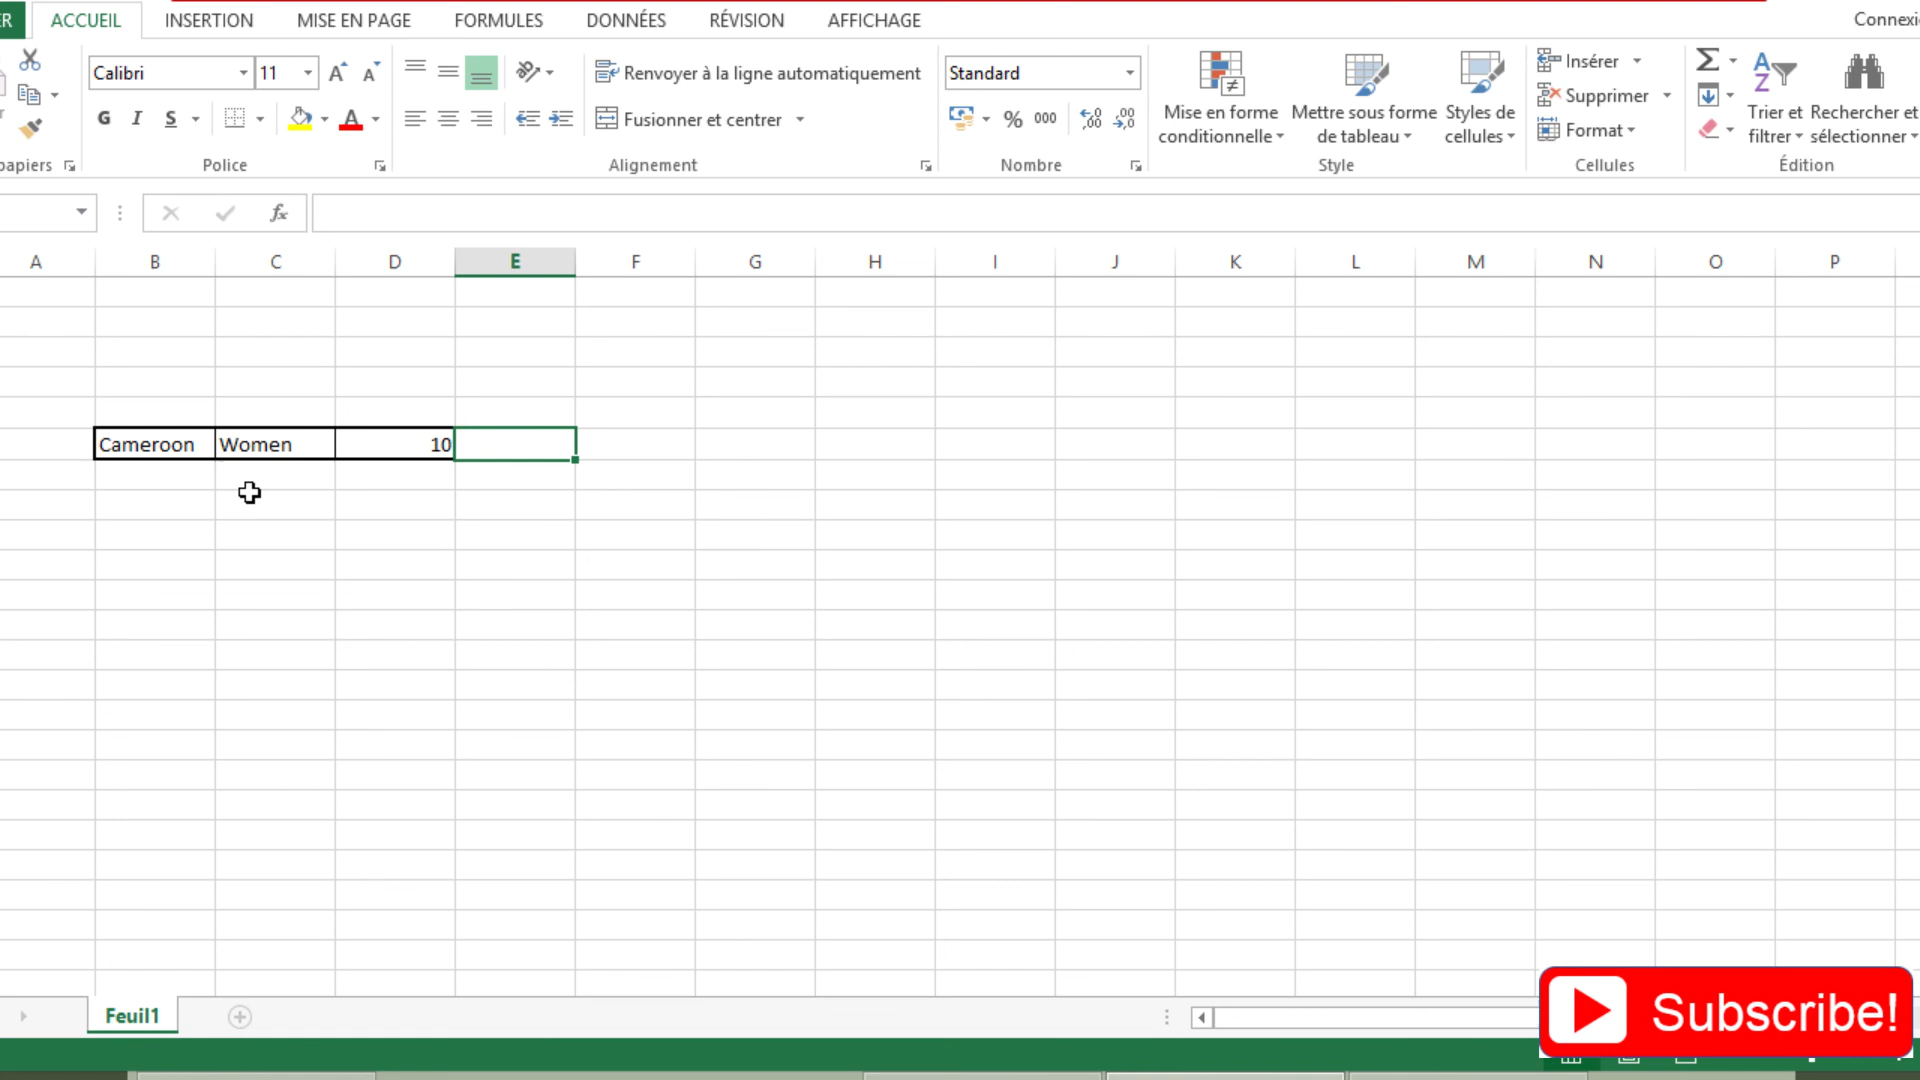 ER ACCUEIL INSERTION MISE EN PAGE FORMULES DONNÉES RÉVISION AFFICHAGE Connexi
Calibri 11 Renvoyer à la ligne automatiquement Standard
G I S Fusionner et centrer % 000
Mise en forme conditionnelle
Mettre sous forme de tableau
Styles de cellules
Insérer
Supprimer
Format
Trier et filtrer
Rechercher et sélectionner
papiers Police Alignement Nombre Style Cellules Édition
fx
A B C D E F G H I J K L M N O P
Cameroon Women 10
Feuil1
Subscribe!